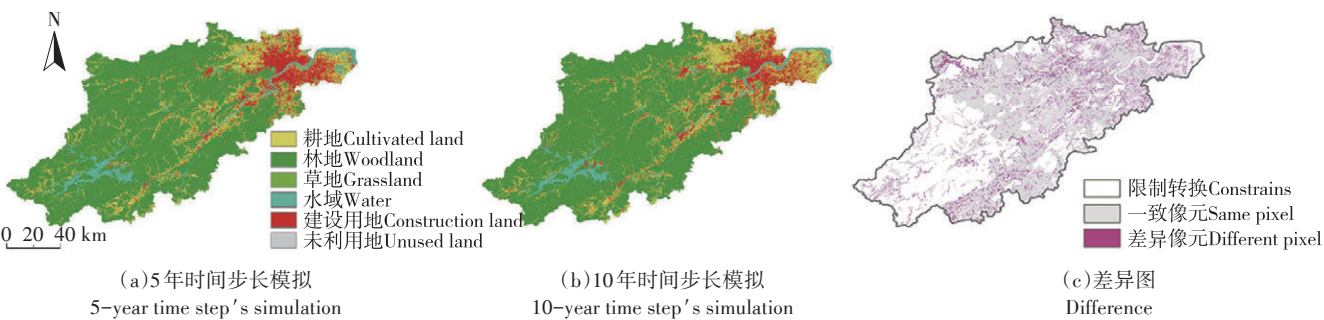 N
耕地Cultivated land
林地Woodland
草地Grassland
水域Water
建设用地Construction land
未利用地Unused land
0 20 40 km
限制转换Constrains
一致像元Same pixel
差异像元Different pixel
(a)5年时间步长模拟
5-year time step's simulation
(b)10年时间步长模拟
10-year time step's simulation
(c)差异图
Difference